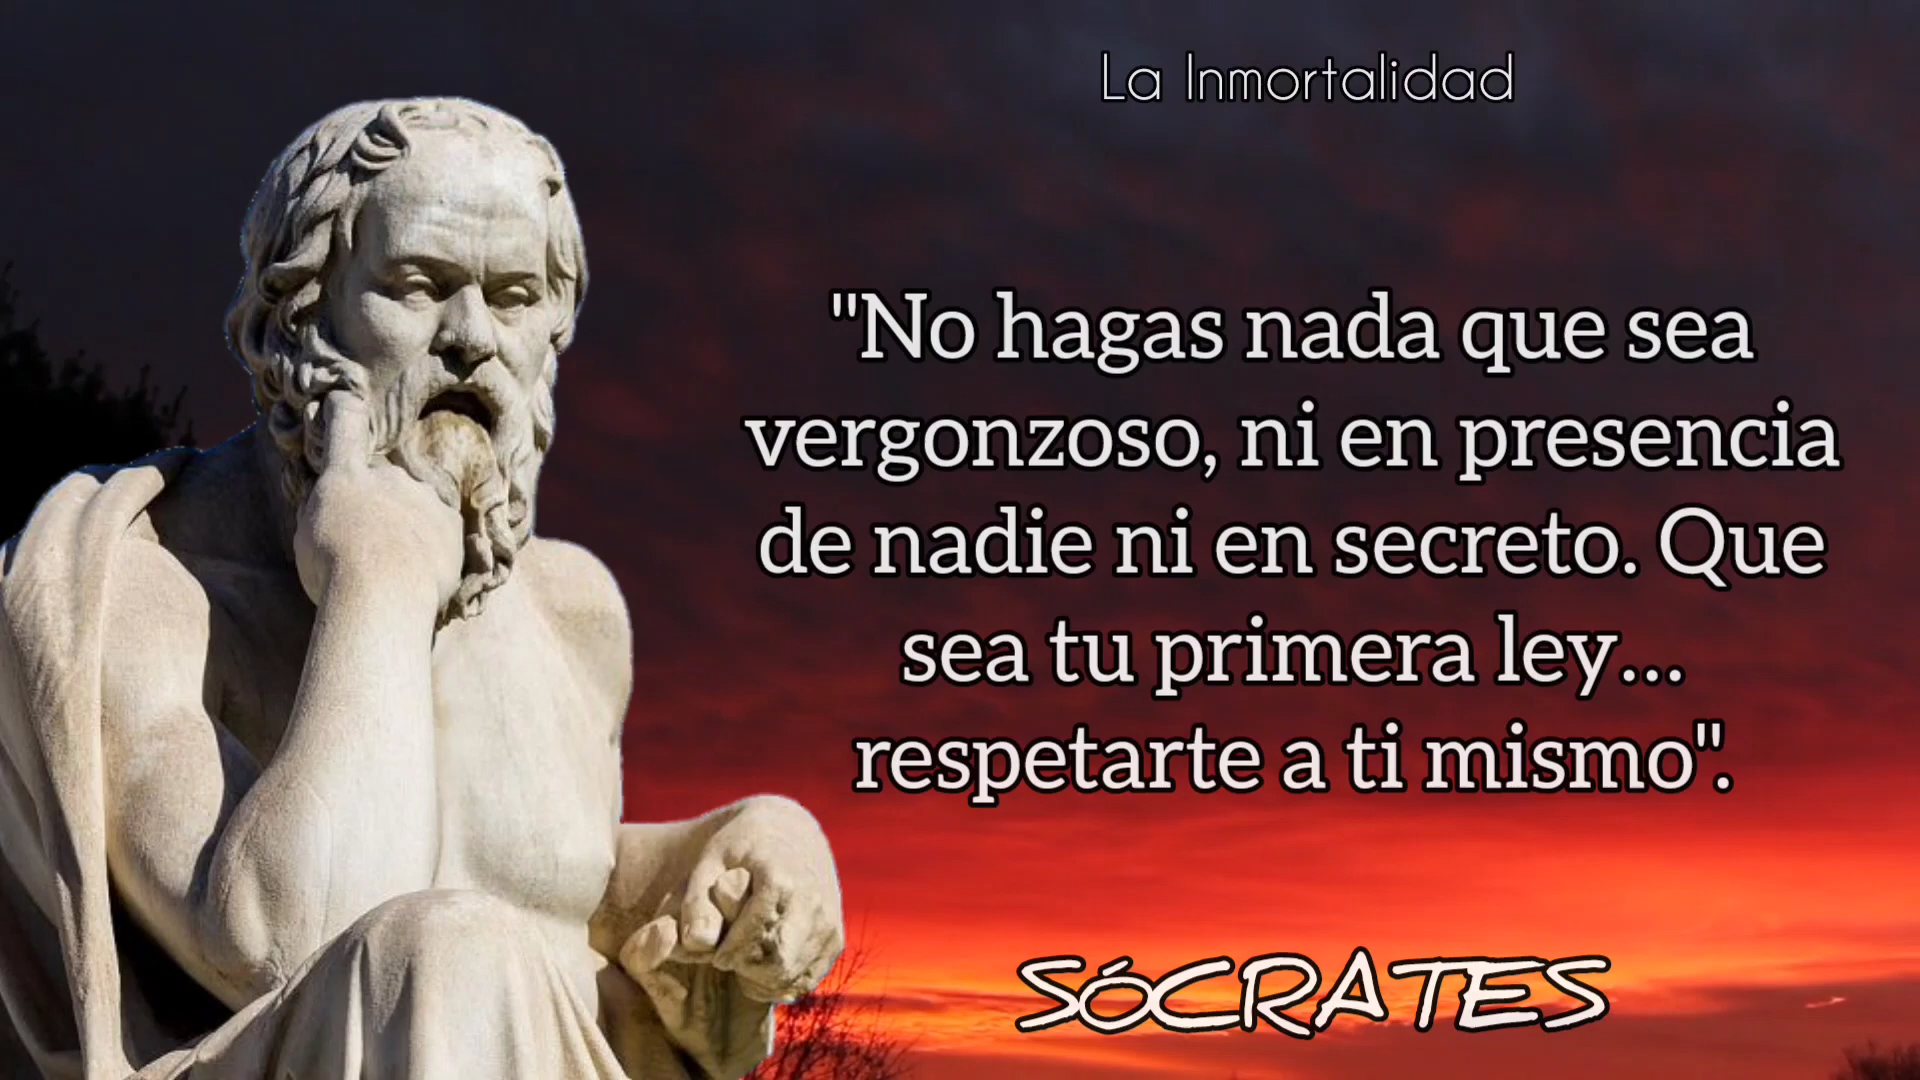 La Inmortalidad
"No hagas nada que sea
vergonzoso, ni en presencia
de nadie ni en secreto. Que
sea tu primera ley...
respetarte a ti mismo".
SÓCRATES